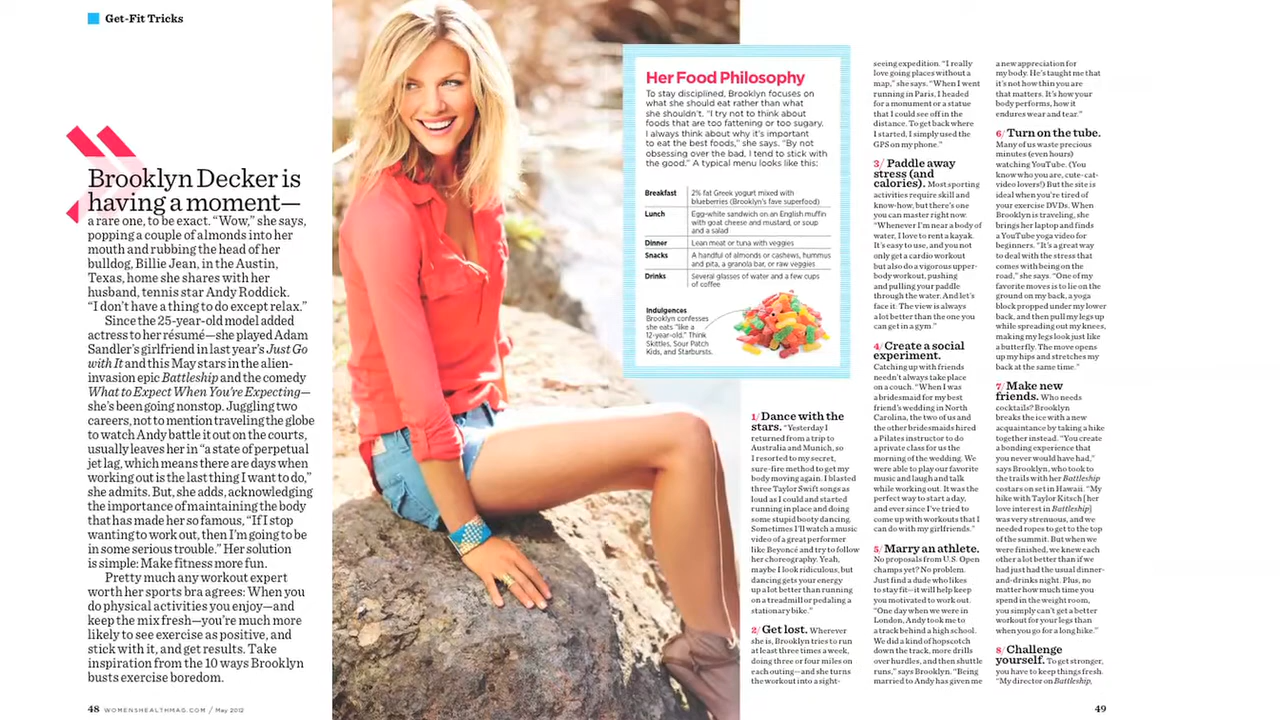 Get-Fit Tricks
Brooklyn Decker is
having a moment—
a rare one, to be exact. “Wow,” she says,
popping a couple of almonds into her
mouth and rubbing the head of her
bulldog, Billie Jean, in the Austin,
Texas, home she shares with her
husband, tennis star Andy Roddick.
“I don’t have a thing to do except relax.”
Since the 25-year-old model added
actress to her résumé—she played Adam
Sandler’s girlfriend in last year’s Just Go
with It and this May stars in the alien-
invasion epic Battleship and the comedy
What to Expect When You’re Expecting—
she’s been going nonstop. Juggling two
careers, not to mention traveling the globe
to watch Andy battle it out on the courts,
usually leaves her in “a state of perpetual
jet lag, which means there are days when
working out is the last thing I want to do,”
she admits. But, she adds, acknowledging
the importance of maintaining the body
that has made her so famous, “If I stop
wanting to work out, then I’m going to be
in some serious trouble.” Her solution
is simple: Make fitness more fun.
Pretty much any workout expert
worth her sports bra agrees: When you
do physical activities you enjoy—and
keep the mix fresh—you’re much more
likely to see exercise as positive, and
stick with it, and get results. Take
inspiration from the 10 ways Brooklyn
busts exercise boredom.
48 WOMENSHEALTHMAG.COM / May 2012
Her Food Philosophy
To stay disciplined, Brooklyn focuses on
what she should eat rather than what
she shouldn’t. “I try not to think about
foods that are too fattening or too sugary.
I always think about why it’s important
to eat the best foods,” she says. “By not
obsessing over the bad, I tend to stick with
the good.” A typical menu looks like this:
Breakfast 2% fat Greek yogurt mixed with
blueberries (Brooklyn’s fave superfood)
Lunch Egg-white sandwich on an English muffin
with goat cheese and mustard, or soup
and a salad
Dinner Lean meat or tuna with veggies
Snacks A handful of almonds or cashews, hummus
and pita, a granola bar, or raw veggies
Drinks Several glasses of water and a few cups
of coffee
Indulgences
Brooklyn confesses
she eats “like a
12-year-old.” Think
Skittles, Sour Patch
Kids, and Starbursts.
1/ Dance with the
stars. “Yesterday I
returned from a trip to
Australia and Munich, so
I resorted to my secret,
sure-fire method to get my
body moving again. I blasted
three Taylor Swift songs as
loud as I could and started
running in place and doing
some stupid booty dancing.
Sometimes I’ll watch a music
video of a great performer
like Beyoncé and try to follow
her choreography. Yeah,
maybe I look ridiculous, but
dancing gets your energy
up a lot better than running
on a treadmill or pedaling a
stationary bike.”
2/ Get lost. Wherever
she is, Brooklyn tries to run
at least three times a week,
doing three or four miles on
each outing—and she turns
the workout into a sight-
seeing expedition. “I really
love going places without a
map,” she says. “When I went
running in Paris, I headed
for a monument or a statue
that I could see off in the
distance. To get back where
I started, I simply used the
GPS on my phone.”
3/ Paddle away
stress (and
calories). Most sporting
activities require skill and
know-how, but there’s one
you can master right now.
“Whenever I’m near a body of
water, I love to rent a kayak.
It’s easy to use, and you not
only get a cardio workout
but also do a vigorous upper-
body workout, pushing
and pulling your paddle
through the water. And let’s
face it: The view is always
a lot better than the one you
can get in a gym.”
4/ Create a social
experiment.
Catching up with friends
needn’t always take place
on a couch. “When I was
a bridesmaid for my best
friend’s wedding in North
Carolina, the two of us and
the other bridesmaids hired
a Pilates instructor to do
a private class for us the
morning of the wedding. We
were able to play our favorite
music and laugh and talk
while working out. It was the
perfect way to start a day,
and ever since I’ve tried to
come up with workouts that I
can do with my girlfriends.”
5/ Marry an athlete.
No proposals from U.S. Open
champs yet? No problem.
Just find a dude who likes
to stay fit—it will help keep
you motivated to work out.
“One day when we were in
London, Andy took me to
a track behind a high school.
We did a kind of hopscotch
down the track, more drills
over hurdles, and then shuttle
runs,” says Brooklyn. “Being
married to Andy has given me
a new appreciation for
my body. He’s taught me that
it’s not how thin you are
that matters. It’s how your
body performs, how it
endures wear and tear.”
6/ Turn on the tube.
Many of us waste precious
minutes (even hours)
watching YouTube. (You
know who you are, cute-cat-
video lovers!) But the site is
ideal when you’re tired of
your exercise DVDs. When
Brooklyn is traveling, she
brings her laptop and finds
a YouTube yoga video for
beginners. “It’s a great way
to deal with the stress that
comes with being on the
road,” she says. “One of my
favorite moves is to lie on the
ground on my back, a yoga
block propped under my lower
back, and then pull my legs up
while spreading out my knees,
making my legs look just like
a butterfly. The move opens
up my hips and stretches my
back at the same time.”
7/ Make new
friends. Who needs
cocktails? Brooklyn
breaks the ice with a new
acquaintance by taking a hike
together instead. “You create
a bonding experience that
you never would have had,”
says Brooklyn, who took to
the trails with her Battleship
costars on set in Hawaii. “My
hike with Taylor Kitsch [her
love interest in Battleship]
was very strenuous, and we
needed ropes to get to the top
of the summit. But when we
were finished, we knew each
other a lot better than if we
had just had the usual dinner-
and-drinks night. Plus, no
matter how much time you
spend in the weight room,
you simply can’t get a better
workout for your legs than
when you go for a long hike.”
8/ Challenge
yourself. To get stronger,
you have to keep things fresh.
“My director on Battleship,
49